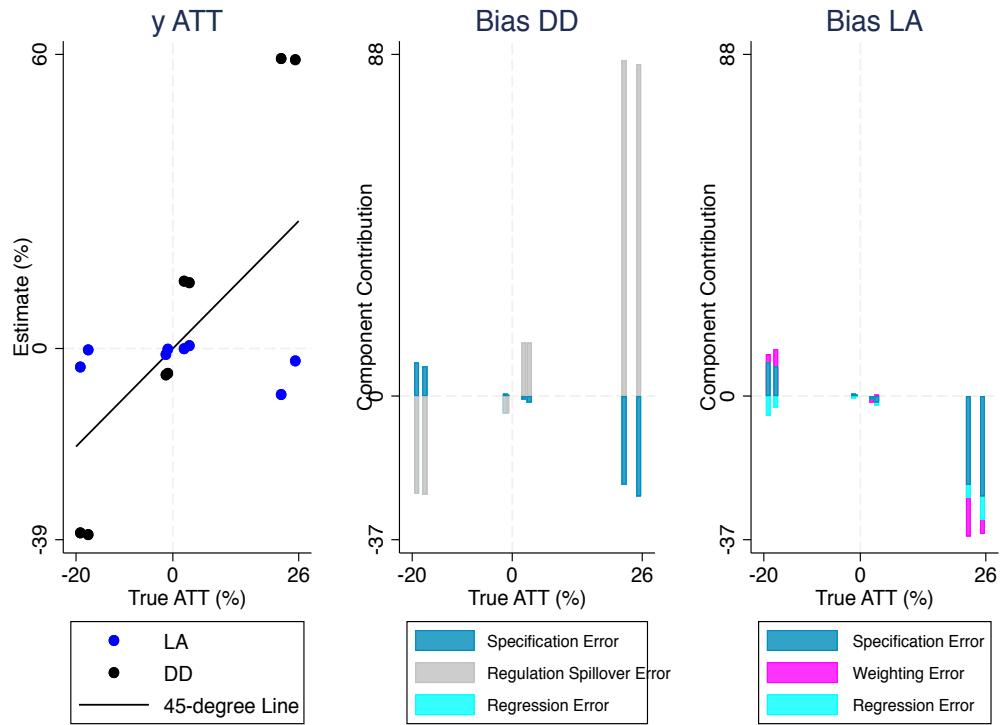 y ATT
60
0
-39
Estimate (%)
-20
0
26
True ATT (%)
LA
DD
45-degree Line
Bias DD
88
0
-37
Component Contribution
-20
0
26
True ATT (%)
Specification Error
Regulation Spillover Error
Regression Error
Bias LA
88
0
-37
Component Contribution
-20
0
26
True ATT (%)
Specification Error
Weighting Error
Regression Error